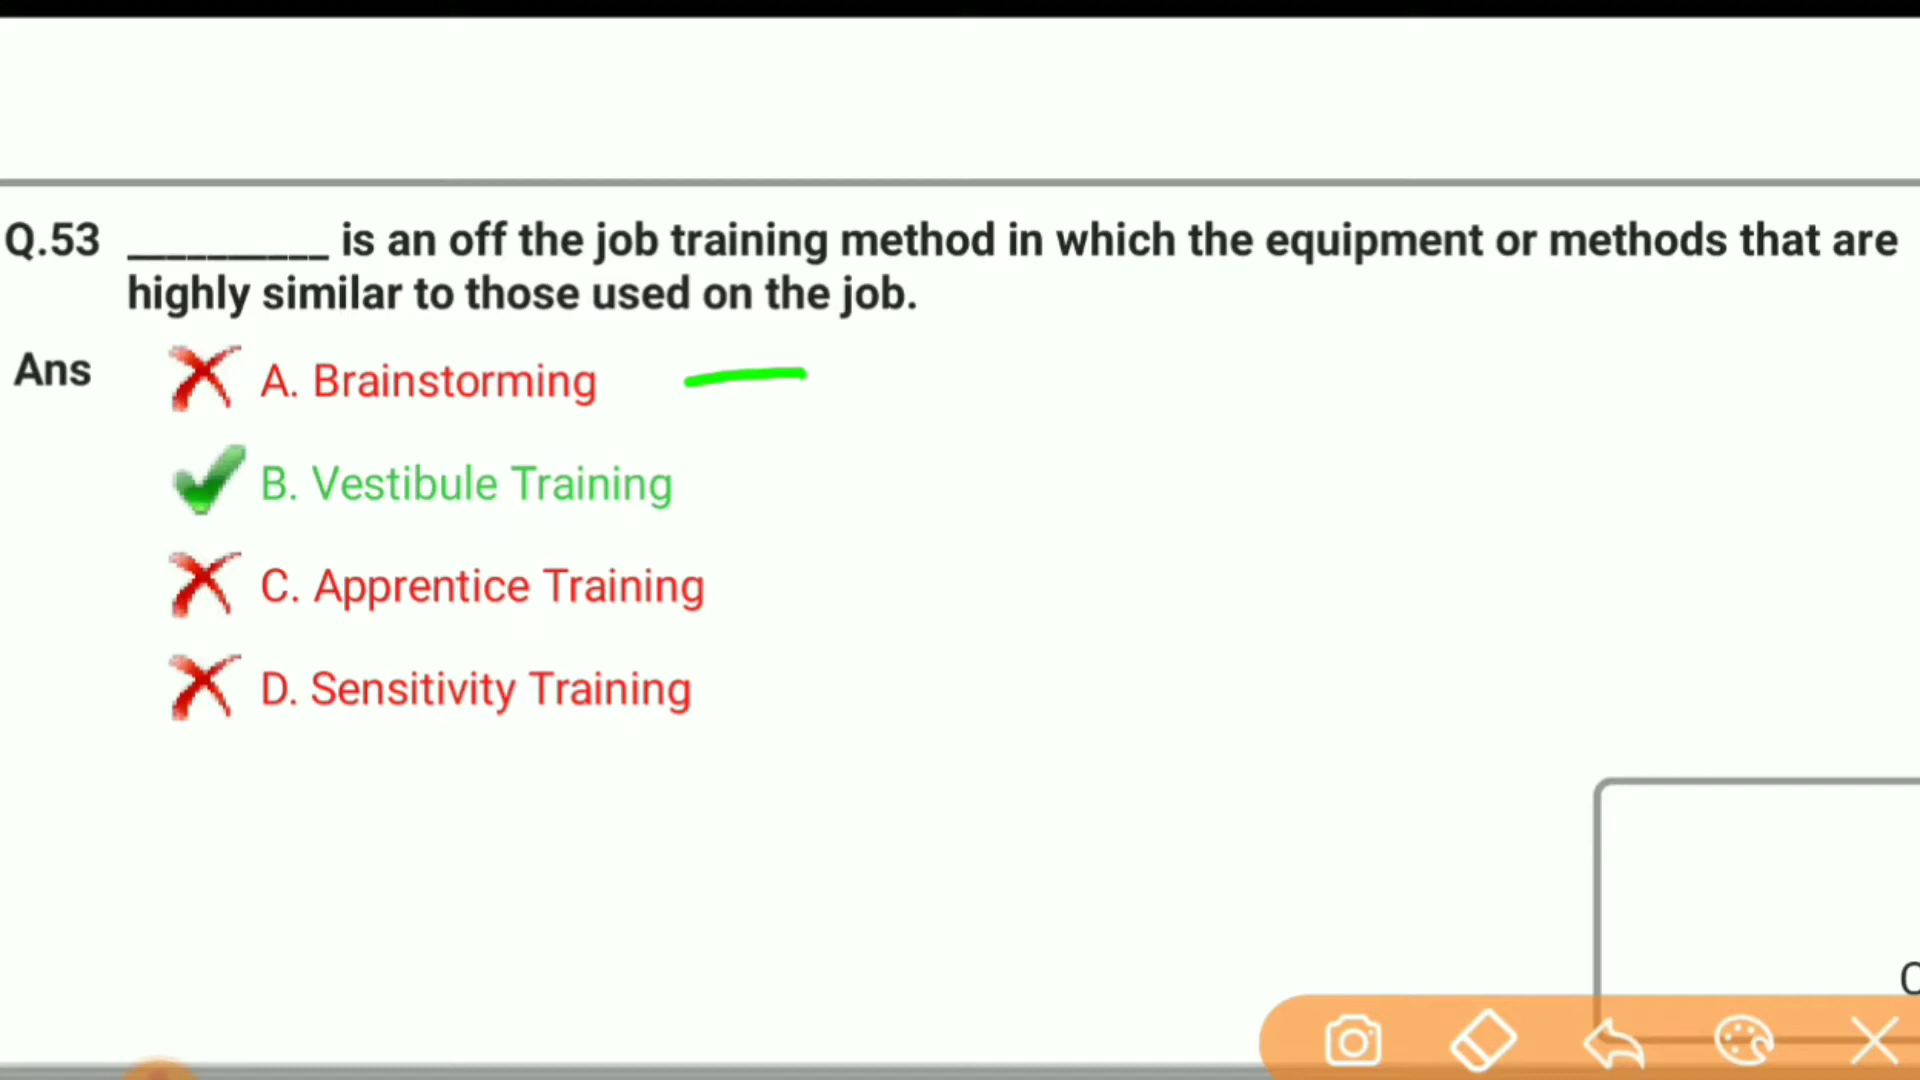 Q.53 __________ is an off the job training method in which the equipment or methods that are
highly similar to those used on the job.
Ans A. Brainstorming
B. Vestibule Training
C. Apprentice Training
D. Sensitivity Training